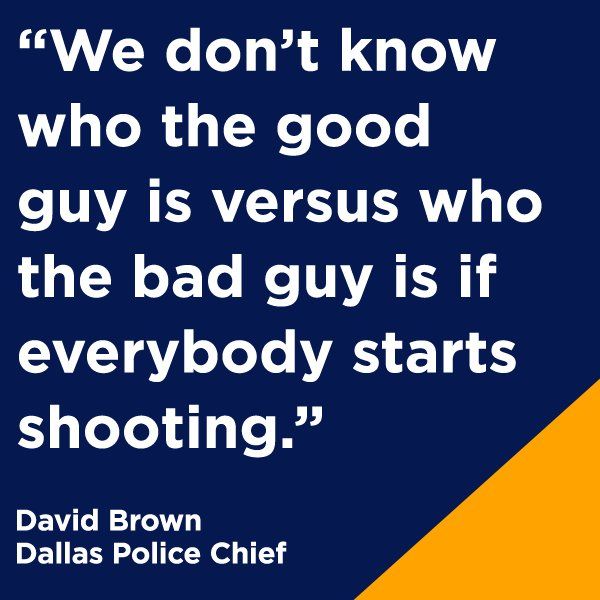 “We don’t know
who the good
guy is versus who
the bad guy is if
everybody starts
shooting.”
David Brown
Dallas Police Chief